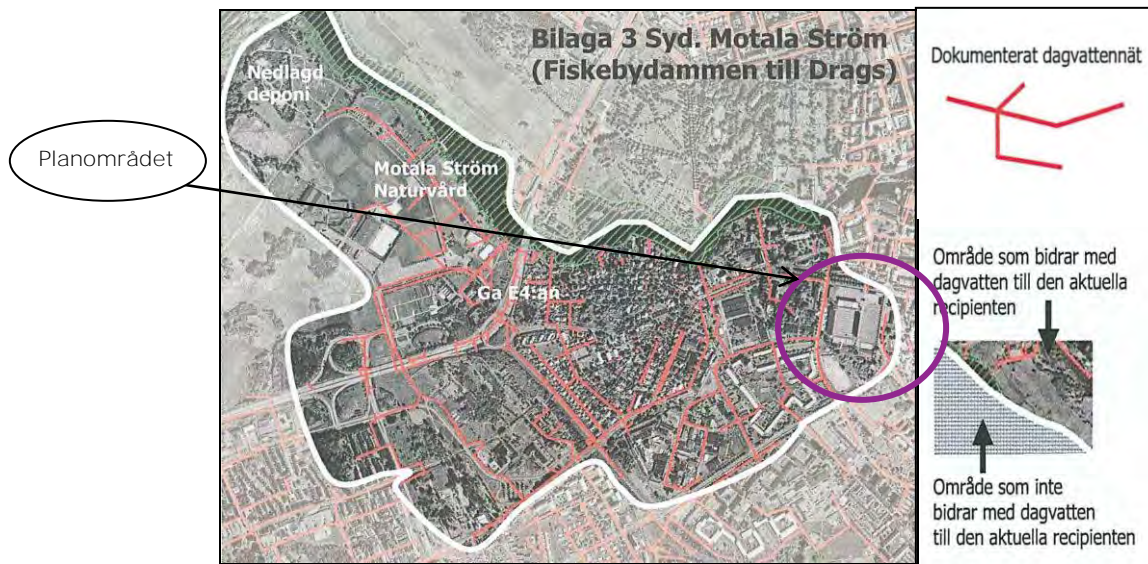 Bilaga 3 Syd. Motala Ström
(Fiskebydammen till Drags)
Nedlagd
deponi
Planområdet
Motala Ström
Naturvård
Ga E4:an
Dokumenterat dagvattennät
Område som bidrar med
dagvatten till den aktuella
recipienten
Område som inte
bidrar med dagvatten
till den aktuella recipienten